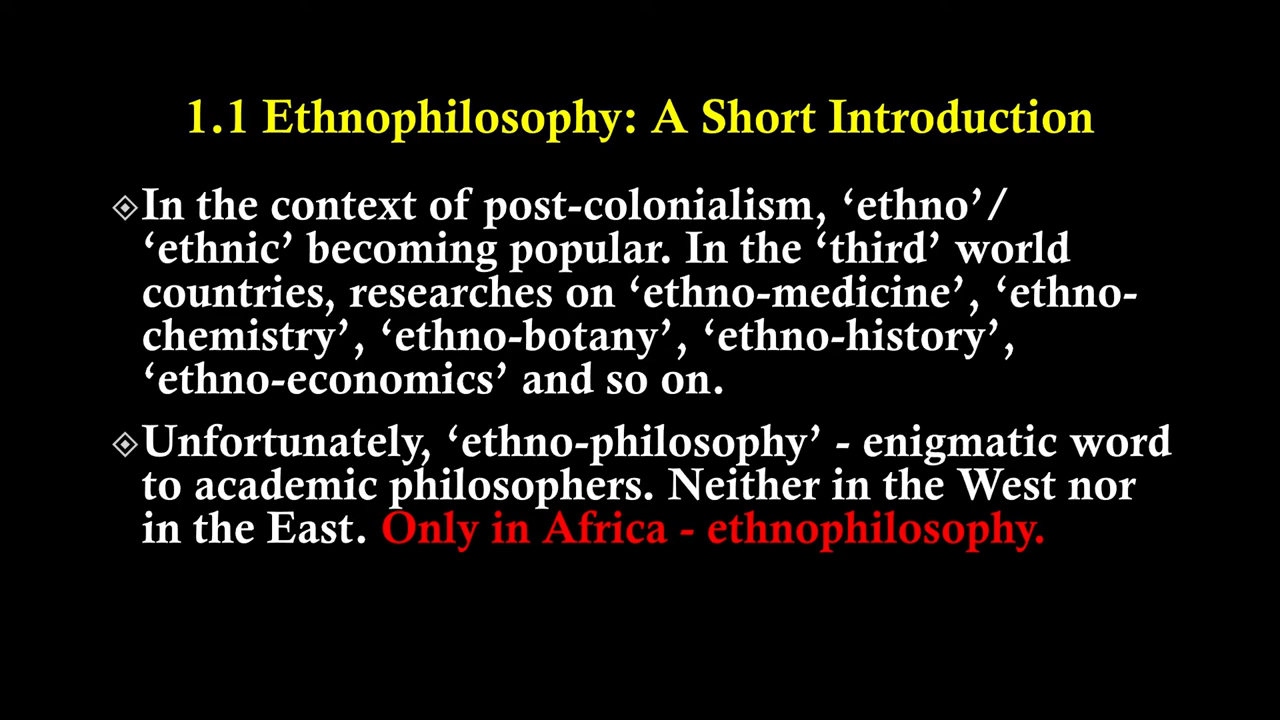 1.1 Ethnophilosophy: A Short Introduction
In the context of post-colonialism, ‘ethno’/
‘ethnic’ becoming popular. In the ‘third’ world
countries, researches on ‘ethno-medicine’, ‘ethno-
chemistry’, ‘ethno-botany’, ‘ethno-history’,
‘ethno-economics’ and so on.
Unfortunately, ‘ethno-philosophy’ - enigmatic word
to academic philosophers. Neither in the West nor
in the East. Only in Africa - ethnophilosophy.